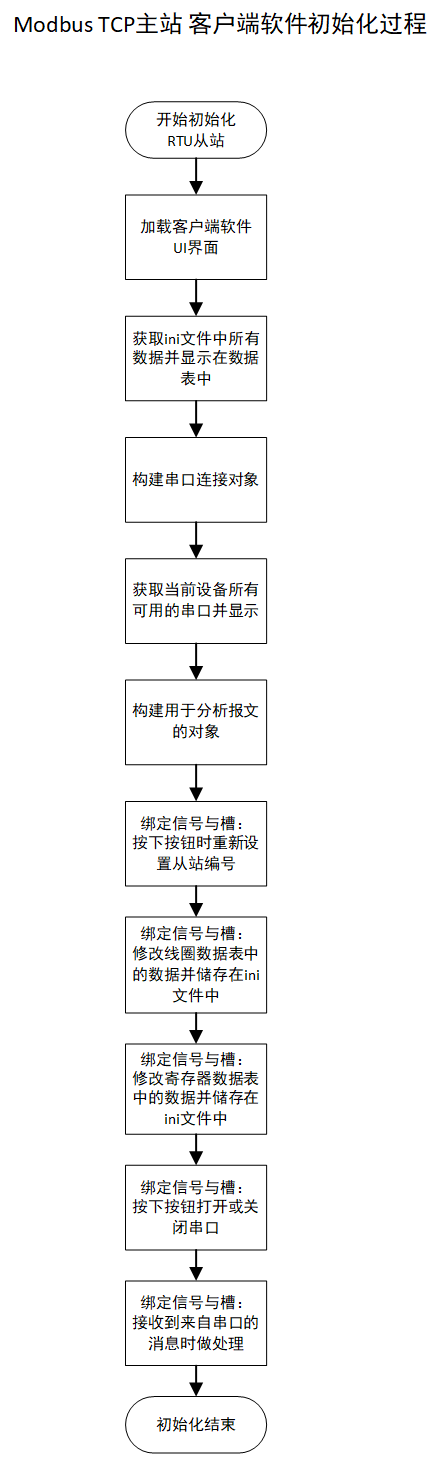 Modbus TCP主站 客户端软件初始化过程
开始初始化
RTU从站
加载客户端软件
UI界面
获取ini文件中所有
数据并显示在数据
表中
构建串口连接对象
获取当前设备所有
可用的串口并显示
构建用于分析报文
的对象
绑定信号与槽：
按下按钮时重新设
置从站编号
绑定信号与槽：
修改线圈数据表中
的数据并储存在ini
文件中
绑定信号与槽：
修改寄存器数据表
中的数据并储存在
ini文件中
绑定信号与槽：
按下按钮打开或关
闭串口
绑定信号与槽：
接收到来自串口的
消息时做处理
初始化结束